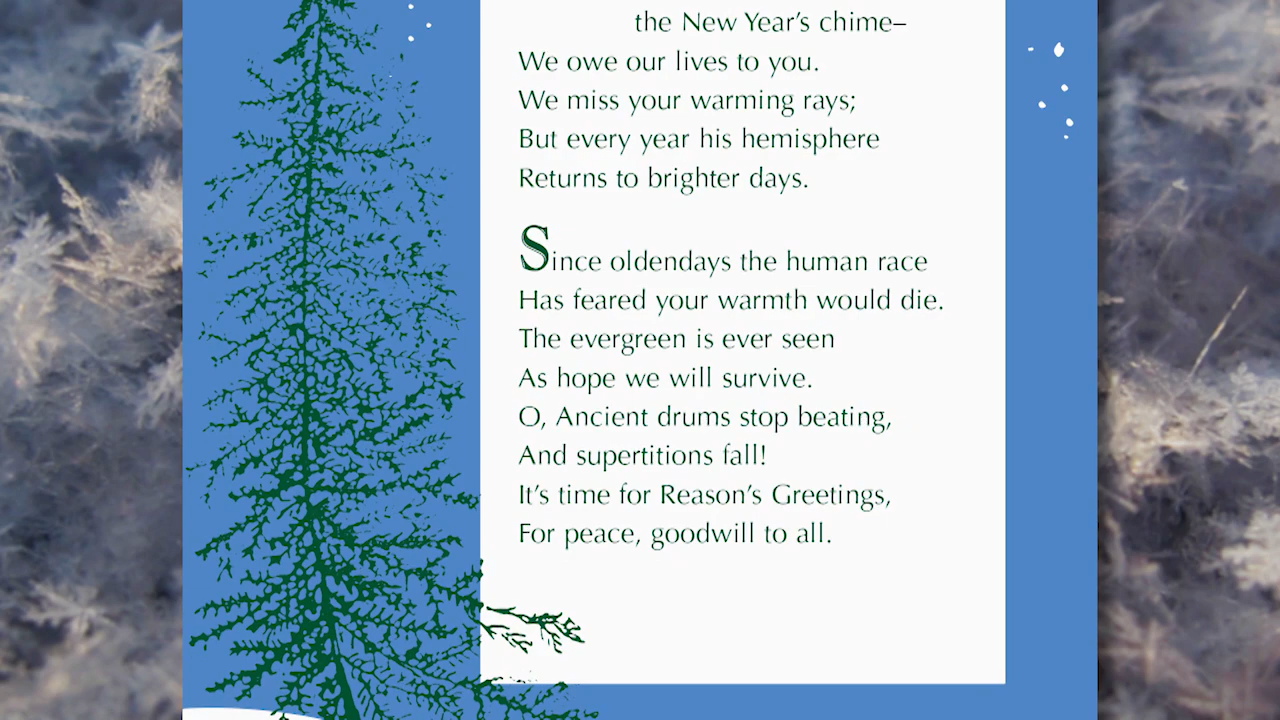 the New Year's chime–
We owe our lives to you.
We miss your warming rays;
But every year his hemisphere
Returns to brighter days.
Since oldendays the human race
Has feared your warmth would die.
The evergreen is ever seen
As hope we will survive.
O, Ancient drums stop beating,
And supertitions fall!
It's time for Reason's Greetings,
For peace, goodwill to all.